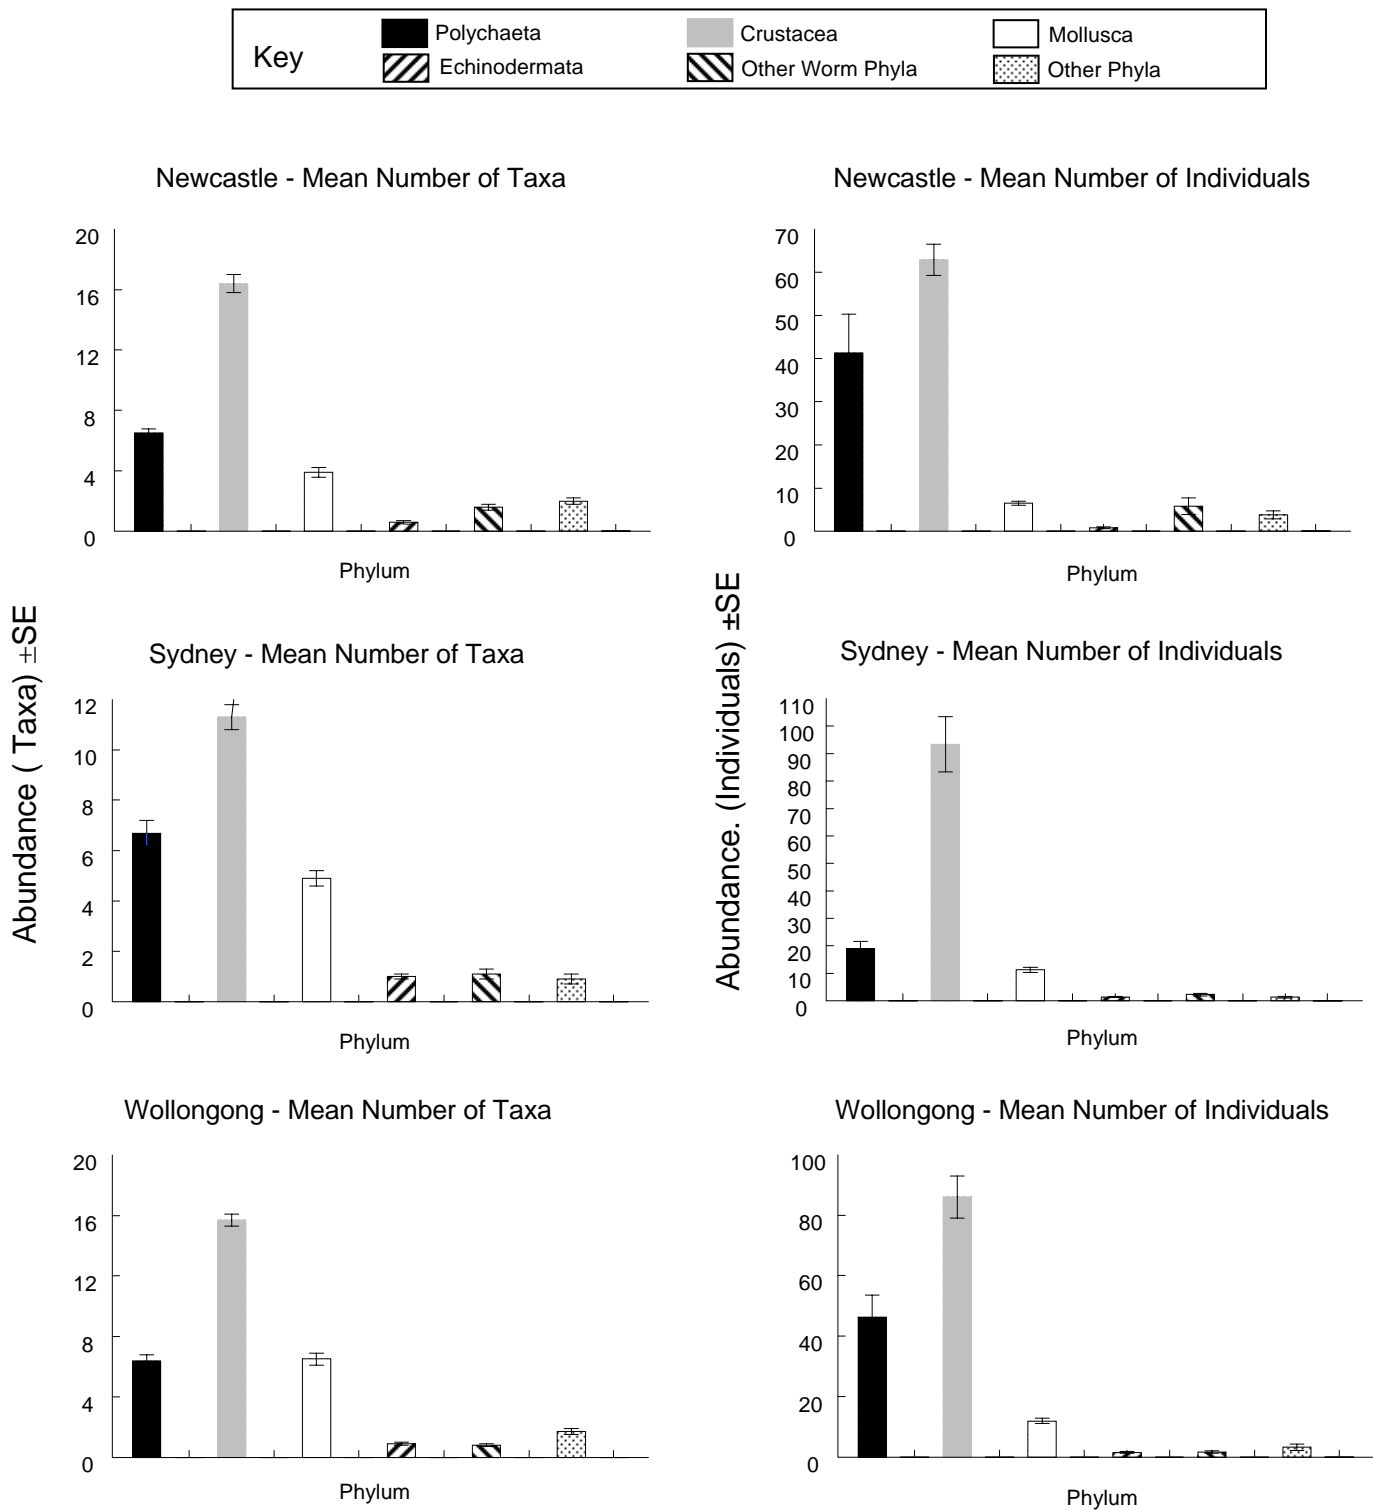 Key
Polychaeta
Crustacea
Mollusca
Echinodermata
Other Worm Phyla
Other Phyla
Newcastle - Mean Number of Taxa
20
16
12
8
4
0
Phylum
Newcastle - Mean Number of Individuals
70
60
50
40
30
20
10
0
Phylum
Abundance ( Taxa) ±SE
Sydney - Mean Number of Taxa
12
10
8
6
4
2
0
Phylum
Abundance. (Individuals) ±SE
Sydney - Mean Number of Individuals
110
100
90
80
70
60
50
40
30
20
10
0
Phylum
Wollongong - Mean Number of Taxa
20
16
12
8
4
0
Phylum
Wollongong - Mean Number of Individuals
100
80
60
40
20
0
Phylum